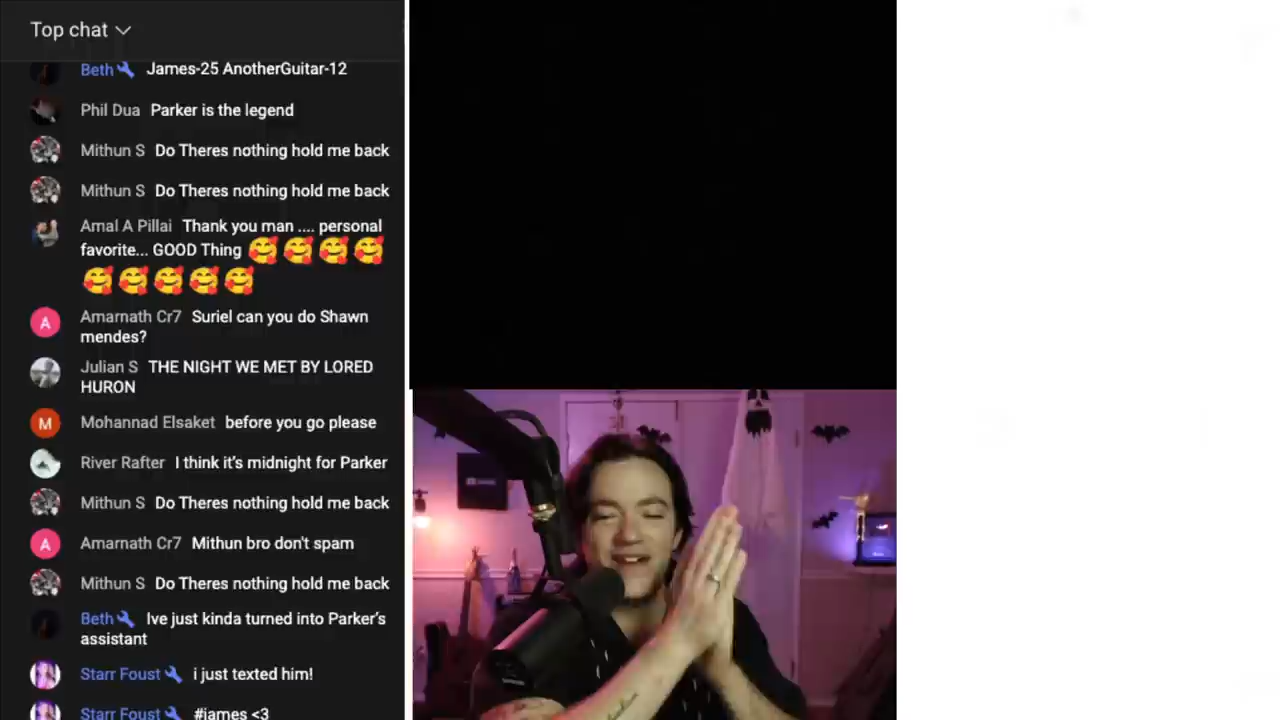 Top chat
Beth James-25 AnotherGuitar-12
Phil Dua Parker is the legend
Mithun S Do Theres nothing hold me back
Mithun S Do Theres nothing hold me back
Amal A Pillai Thank you man .... personal
favorite... GOOD Thing 🥰🥰🥰🥰
🥰🥰🥰🥰🥰
Amarnath Cr7 Suriel can you do Shawn
mendes?
Julian S THE NIGHT WE MET BY LORED
HURON
Mohannad Elsaket before you go please
River Rafter I think it's midnight for Parker
Mithun S Do Theres nothing hold me back
Amarnath Cr7 Mithun bro don't spam
Mithun S Do Theres nothing hold me back
Beth Ive just kinda turned into Parker's
assistant
Starr Foust i just texted him!
Starr Foust #james <3